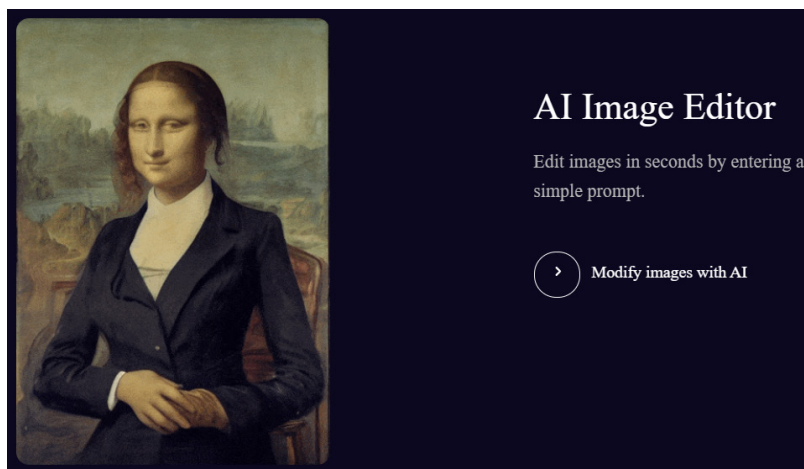 AI Image Editor
Edit images in seconds by entering a
simple prompt.
Modify images with AI